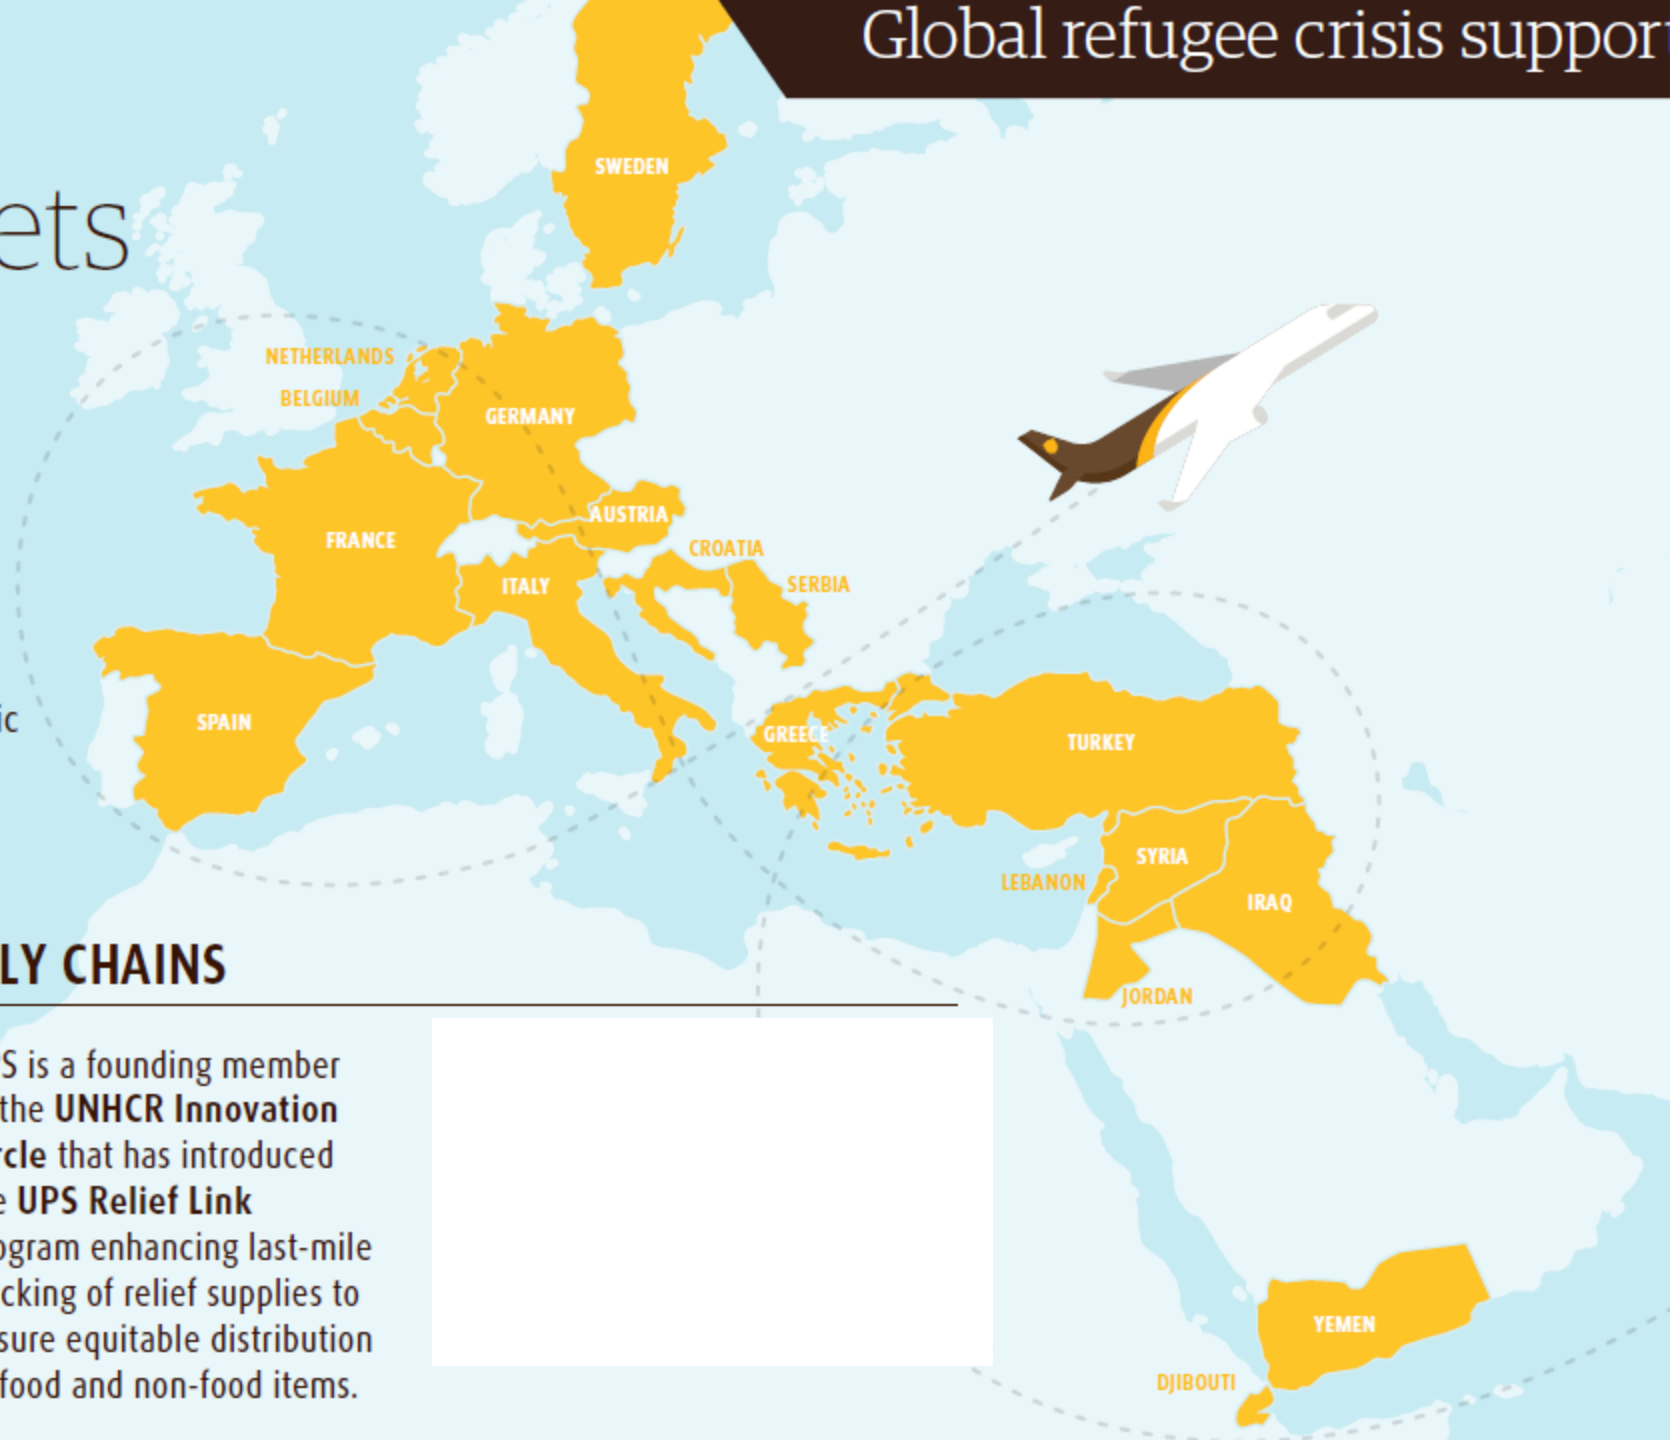 Global refugee crisis suppor
ets
SWEDEN
NETHERLANDS
BELGIUM
GERMANY
AUSTRIA
FRANCE
CROATIA
ITALY
SERBIA
ic
SPAIN
GREECE
TURKEY
SYRIA
LEBANON
IRAQ
JORDAN
LY CHAINS
S is a founding member
the UNHCR Innovation
rcle that has introduced
e UPS Relief Link
ogram enhancing last-mile
cking of relief supplies to
sure equitable distribution
food and non-food items.
YEMEN
DJIBOUTI